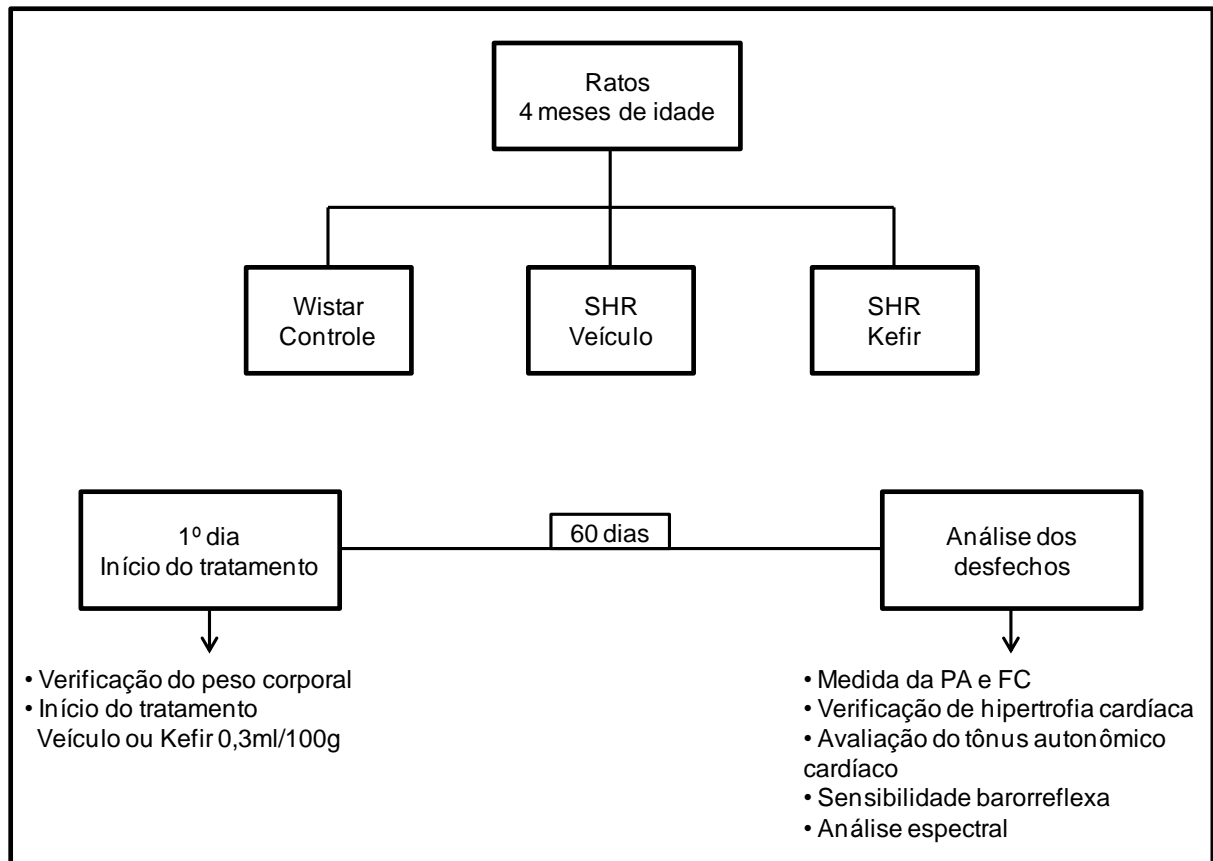 Ratos
4 meses de idade
Wistar
Controle
SHR
Veículo
SHR
Kefir
1º dia
Início do tratamento
60 dias
Análise dos
desfechos
• Verificação do peso corporal
• Início do tratamento
Veículo ou Kefir 0,3ml/100g
• Medida da PA e FC
• Verificação de hipertrofia cardíaca
• Avaliação do tônus autonômico
cardíaco
• Sensibilidade barorreflexa
• Análise espectral